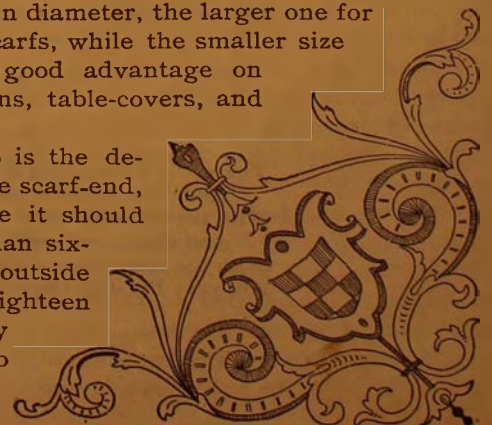 n diameter, the larger one for
arfs, while the smaller size
good advantage on
ns, table-covers, and
is the de-
e scarf-end,
e it should
an six-
outside
ighteen
y
o